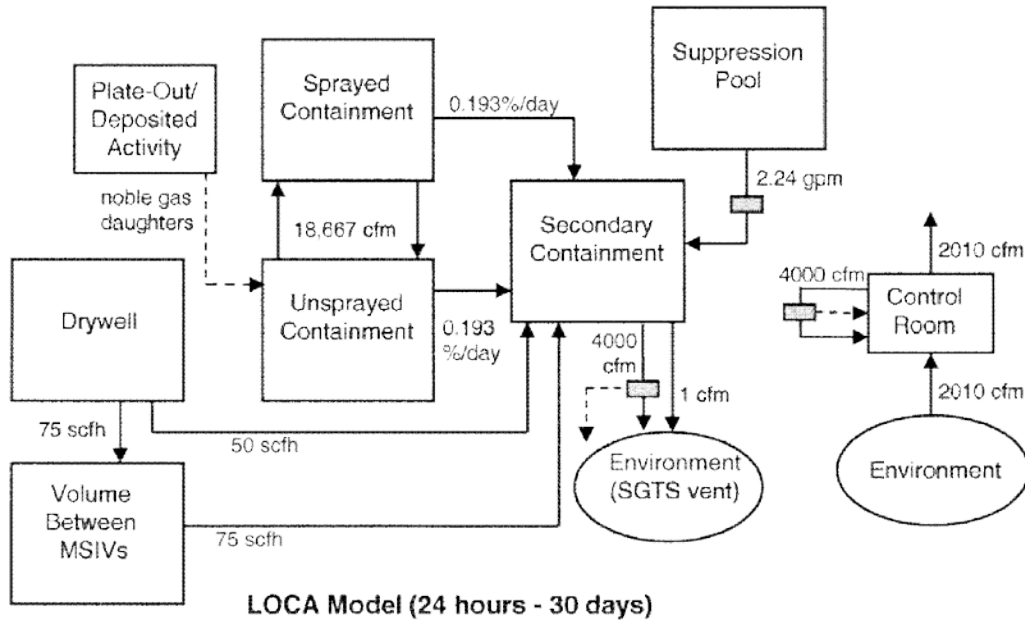 Plate-Out/
Deposited
Activity
noble gas
daughters
Sprayed
Containment
0.193%/day
Suppression
Pool
2.24 gpm
18,667 cfm
Secondary
Containment
Drywell
Unsprayed
Containment
0.193
%/day
4000
cfm
1 cfm
2010 cfm
4000 cfm
Control
Room
2010 cfm
75 scfh
50 scfh
Environment
(SGTS vent)
Environment
Volume
Between
MSIVs
75 scfh
LOCA Model (24 hours - 30 days)